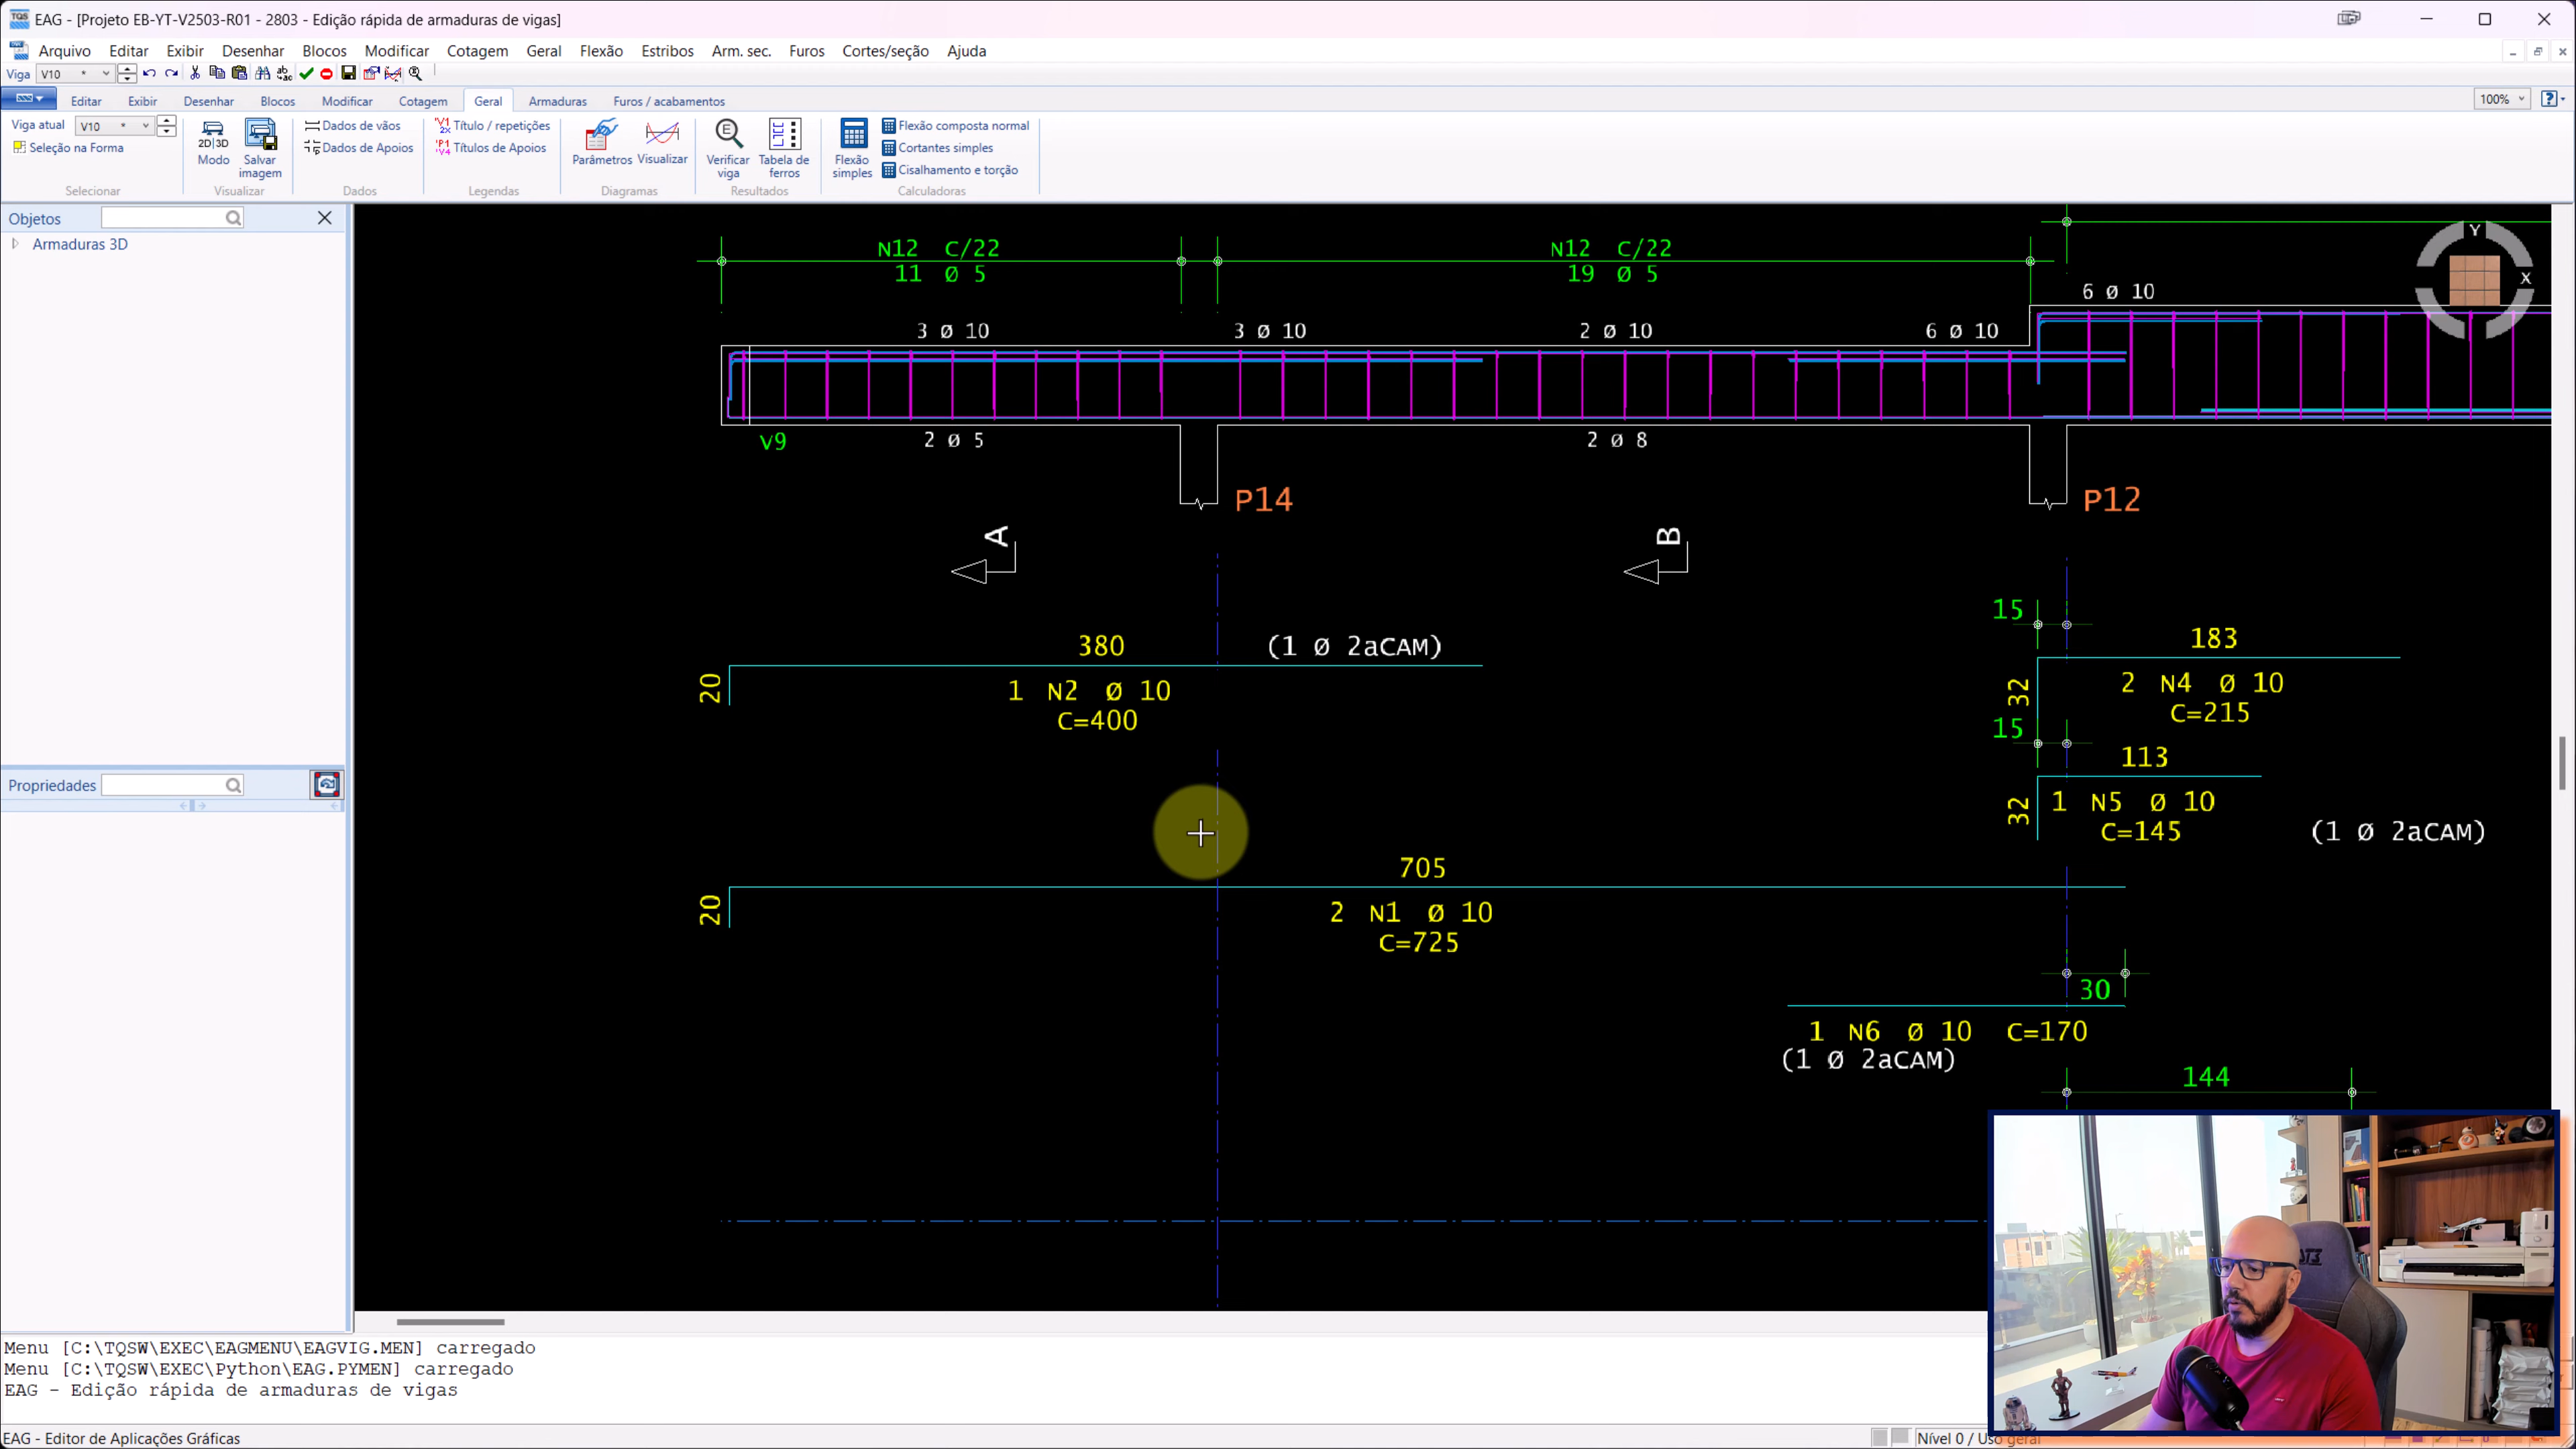 EAG - [Projeto EB-YT-V2503-R01 - 2803 - Edição rápida de armaduras de vigas]
Arquivo Editar Exibir Desenhar Blocos Modificar Cotagem Geral Flexão Estribos Arm. sec. Furos Cortes/seção Ajuda
Viga V10 *
Editar Exibir Desenhar Blocos Modificar Cotagem Geral Armaduras Furos / acabamentos 100%
Viga atual V10 *
Seleção na Forma
Selecionar
2D|3D
Modo
Salvar imagem
Visualizar
Dados de vãos
Dados de Apoios
Dados
Título / repetições
Títulos de Apoios
Legendas
Parâmetros
Visualizar
Diagramas
Verificar viga
Tabela de ferros
Resultados
Flexão simples
Flexão composta normal
Cortantes simples
Cisalhamento e torção
Calculadoras
Objetos
Armaduras 3D
Propriedades
N12 C/22
11 Ø 5
N12 C/22
19 Ø 5
Y
X
6 Ø 10
3 Ø 10
3 Ø 10
2 Ø 10
6 Ø 10
V9
2 Ø 5
2 Ø 8
P14
P12
A
B
380
(1 Ø 2aCAM)
20
1 N2 Ø 10
C=400
15
183
32
2 N4 Ø 10
C=215
15
113
32
1 N5 Ø 10
C=145
(1 Ø 2aCAM)
705
20
2 N1 Ø 10
C=725
30
1 N6 Ø 10 C=170
(1 Ø 2aCAM)
144
Menu [C:\TQSW\EXEC\EAGMENU\EAGVIG.MEN] carregado
Menu [C:\TQSW\EXEC\Python\EAG.PYMEN] carregado
EAG - Edição rápida de armaduras de vigas
EAG - Editor de Aplicações Gráficas
Nível 0 / Uso geral